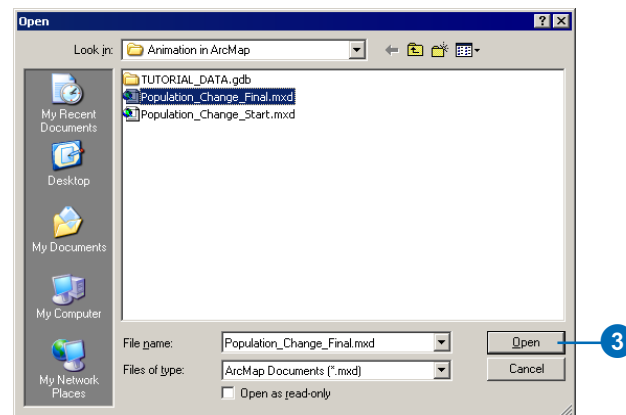 Open
Look in: Animation in ArcMap
TUTORIAL_DATA.gdb
Population_Change_Final.mxd
Population_Change_Start.mxd
My Recent
Documents
Desktop
My Documents
My Computer
My Network
Places
File name: Population_Change_Final.mxd Open
Files of type: ArcMap Documents (*.mxd) Cancel
Open as read-only
3